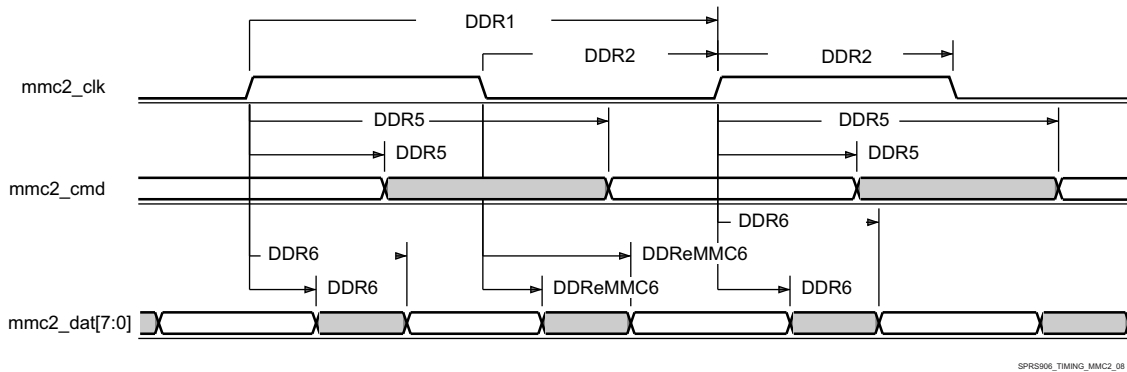 DDR1
DDR2 DDR2
mmc2_clk
DDR5 DDR5
DDR5 DDR5
mmc2_cmd
DDR6
DDR6 DDReMMC6
DDR6 DDReMMC6 DDR6
mmc2_dat[7:0]
SPRS906_TIMING_MMC2_08